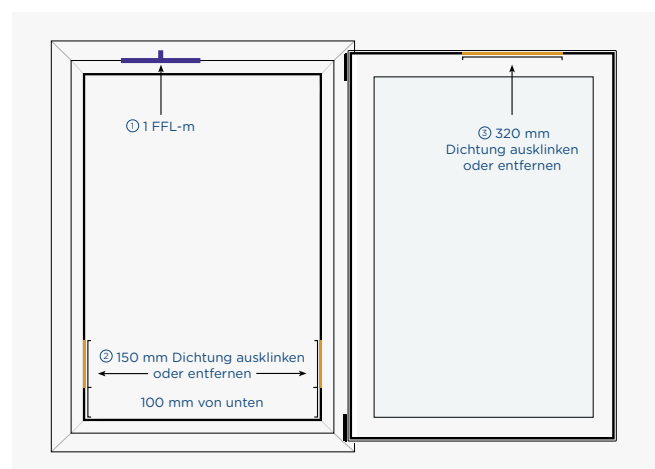 ① 1 FFL-m
③ 320 mm
Dichtung ausklinken
oder entfernen
② 150 mm Dichtung ausklinken
oder entfernen
100 mm von unten